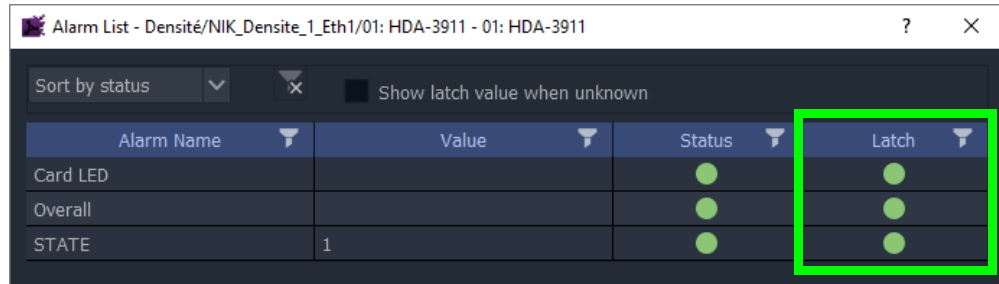 Alarm List - Densité/NIK_Densite_1_Eth1/01: HDA-3911 - 01: HDA-3911 ?
Sort by status Show latch value when unknown
Alarm Name Value Status Latch
Card LED
Overall
STATE 1